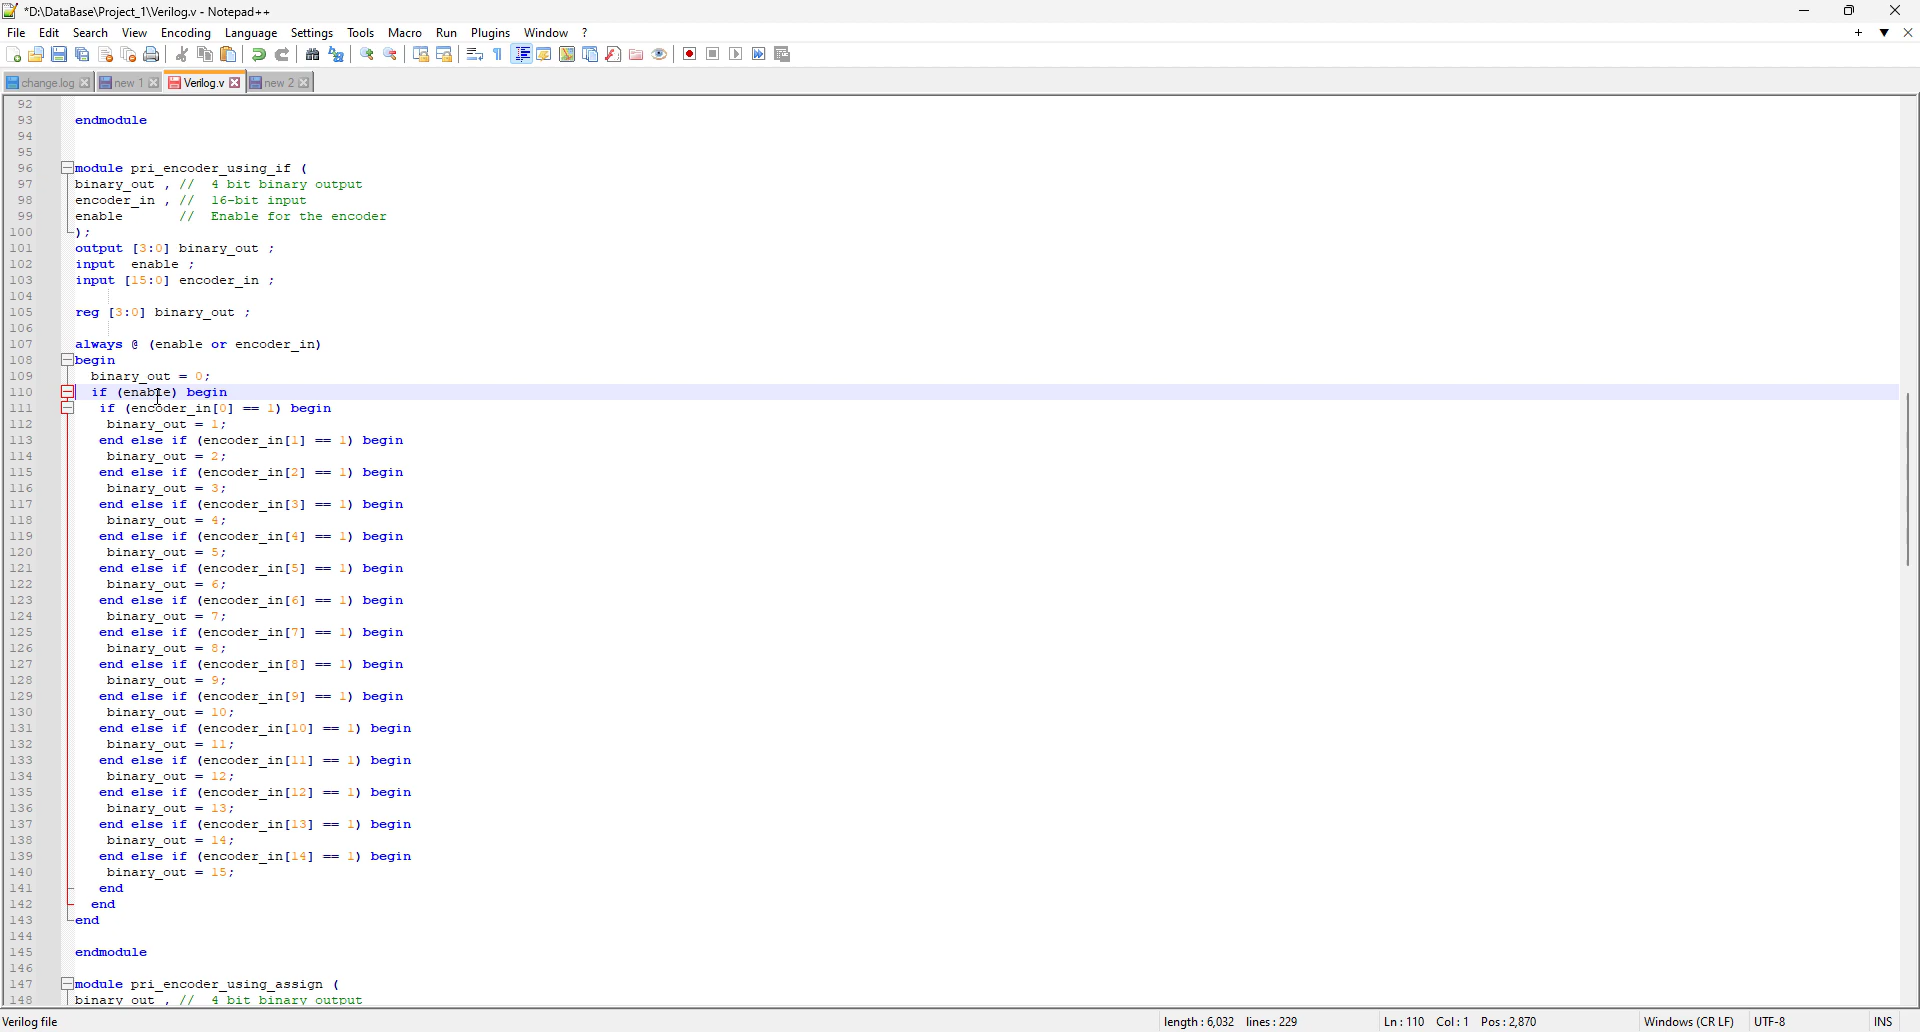 *D:\DataBase\Project_1\Verilog.v - Notepad++
File Edit Search View Encoding Language Settings Tools Macro Run Plugins Window ?
change.log new 1 Verilog.v new 2
92
93 endmodule
94
95
96 module pri_encoder_using_if (
97 binary_out , // 4 bit binary output
98 encoder_in , // 16-bit input
99 enable // Enable for the encoder
100 );
101 output [3:0] binary_out ;
102 input enable ;
103 input [15:0] encoder_in ;
104
105 reg [3:0] binary_out ;
106
107 always @ (enable or encoder_in)
108 begin
109 binary_out = 0;
110 if (enable) begin
111 if (encoder_in[0] == 1) begin
112 binary_out = 1;
113 end else if (encoder_in[1] == 1) begin
114 binary_out = 2;
115 end else if (encoder_in[2] == 1) begin
116 binary_out = 3;
117 end else if (encoder_in[3] == 1) begin
118 binary_out = 4;
119 end else if (encoder_in[4] == 1) begin
120 binary_out = 5;
121 end else if (encoder_in[5] == 1) begin
122 binary_out = 6;
123 end else if (encoder_in[6] == 1) begin
124 binary_out = 7;
125 end else if (encoder_in[7] == 1) begin
126 binary_out = 8;
127 end else if (encoder_in[8] == 1) begin
128 binary_out = 9;
129 end else if (encoder_in[9] == 1) begin
130 binary_out = 10;
131 end else if (encoder_in[10] == 1) begin
132 binary_out = 11;
133 end else if (encoder_in[11] == 1) begin
134 binary_out = 12;
135 end else if (encoder_in[12] == 1) begin
136 binary_out = 13;
137 end else if (encoder_in[13] == 1) begin
138 binary_out = 14;
139 end else if (encoder_in[14] == 1) begin
140 binary_out = 15;
141 end
142 end
143 end
144
145 endmodule
146
147 module pri_encoder_using_assign (
148 binary_out , // 4 bit binary output
Verilog file length : 6,032 lines : 229 Ln : 110 Col : 1 Pos : 2,870 Windows (CR LF) UTF-8 INS